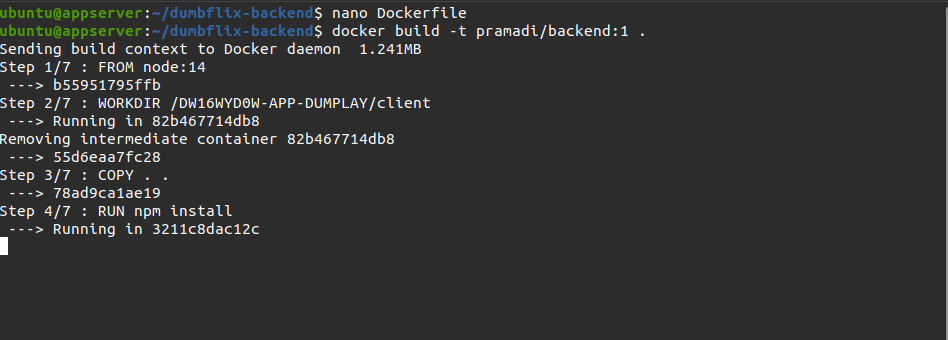 ubuntu@appserver:~/dumbflix-backend$ nano Dockerfile
ubuntu@appserver:~/dumbflix-backend$ docker build -t pramadi/backend:1 .
Sending build context to Docker daemon  1.241MB
Step 1/7 : FROM node:14
 ---> b55951795ffb
Step 2/7 : WORKDIR /DW16WYD0W-APP-DUMPLAY/client
 ---> Running in 82b467714db8
Removing intermediate container 82b467714db8
 ---> 55d6eaa7fc28
Step 3/7 : COPY . .
 ---> 78ad9ca1ae19
Step 4/7 : RUN npm install
 ---> Running in 3211c8dac12c